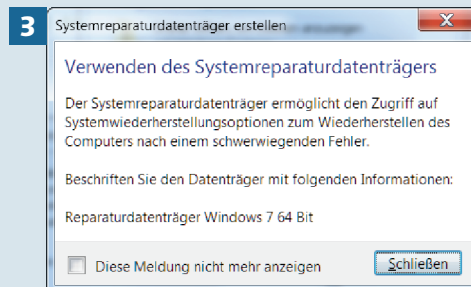 3
Systemreparaturdatenträger erstellen
Verwenden des Systemreparaturdatenträgers
Der Systemreparaturdatenträger ermöglicht den Zugriff auf
Systemwiederherstellungsoptionen zum Wiederherstellen des
Computers nach einem schwerwiegenden Fehler.
Beschriften Sie den Datenträger mit folgenden Informationen:
Reparaturdatenträger Windows 7 64 Bit
Diese Meldung nicht mehr anzeigen
Schließen